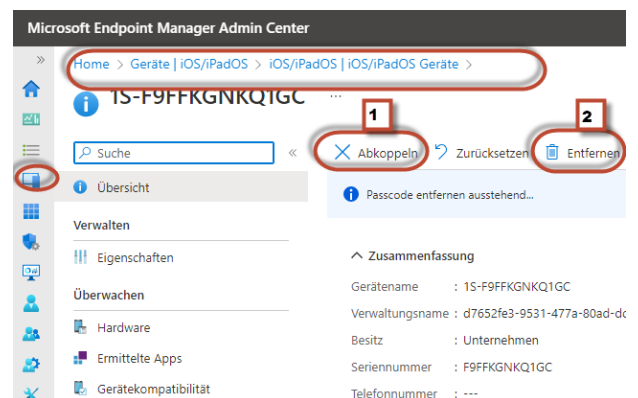 Microsoft Endpoint Manager Admin Center
Home > Geräte | iOS/iPadOS > iOS/iPadOS | iOS/iPadOS Geräte >
1S-F9FFKGNKQ1GC ...
1
2
Suche
Abkoppeln
Zurücksetzen
Entfernen
Übersicht
Passcode entfernen ausstehend...
Verwalten
Eigenschaften
Zusammenfassung
Gerätename : 1S-F9FFKGNKQ1GC
Überwachen
Verwaltungsname : d7652fe3-9531-477a-80ad-dc
Hardware
Besitz : Unternehmen
Ermittelte Apps
Seriennummer : F9FFKGNKQ1GC
Gerätekompatibilität
Telefonnummer : ---